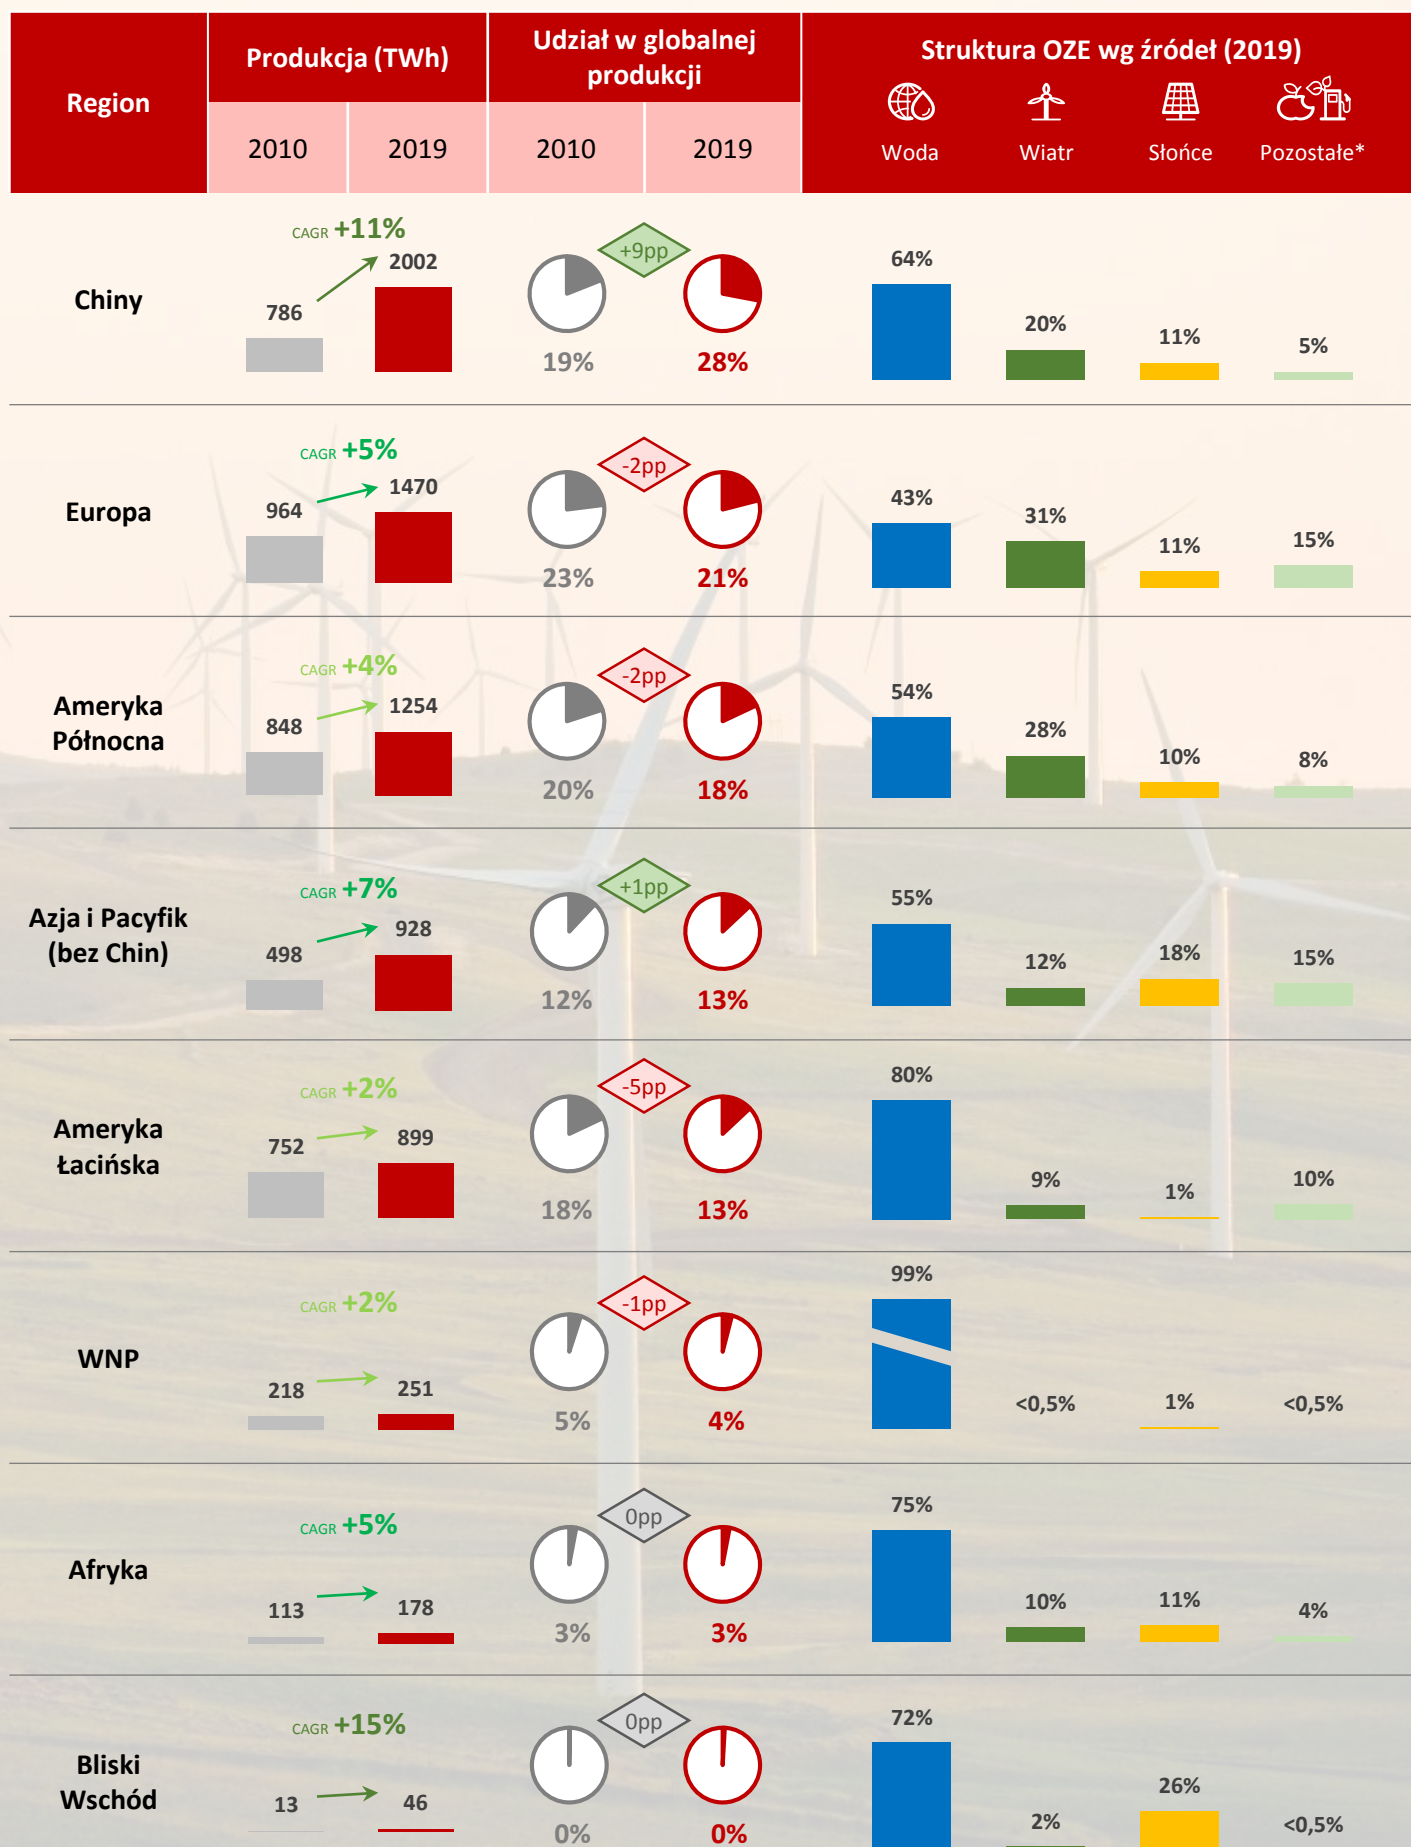 Region
Produkcja (TWh)
Udział w globalnej
produkcji
Struktura OZE wg źródeł (2019)
2010
2019
2010
2019
Woda
Wiatr
Słońce
Pozostałe*
Chiny
CAGR +11%
786
2002
+9pp
19%
28%
64%
20%
11%
5%
Europa
CAGR +5%
964
1470
-2pp
23%
21%
43%
31%
11%
15%
Ameryka
Północna
CAGR +4%
848
1254
-2pp
20%
18%
54%
28%
10%
8%
Azja i Pacyfik
(bez Chin)
CAGR +7%
498
928
+1pp
12%
13%
55%
12%
18%
15%
Ameryka
Łacińska
CAGR +2%
752
899
-5pp
18%
13%
80%
9%
1%
10%
WNP
CAGR +2%
218
251
-1pp
5%
4%
99%
<0,5%
1%
<0,5%
Afryka
CAGR +5%
113
178
0pp
3%
3%
75%
10%
11%
4%
Bliski
Wschód
CAGR +15%
13
46
0pp
0%
0%
72%
2%
26%
<0,5%